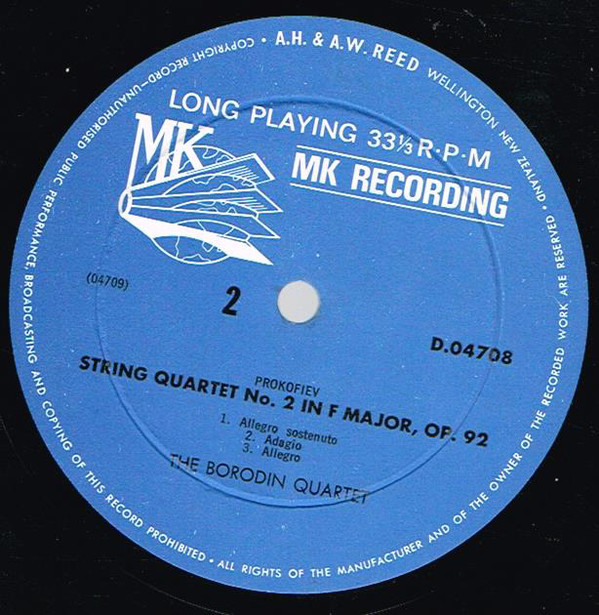 COPYRIGHT RECORD—UNAUTHORISED PUBLIC PERFORMANCE, BROADCASTING AND COPYING OF THIS RECORD PROHIBITED • ALL RIGHTS OF THE MANUFACTURER AND OF THE OWNER OF THE RECORDED WORK ARE RESERVED •
A.H. & A.W. REED WELLINGTON NEW ZEALAND •
LONG PLAYING 33⅓ R•P•M
MK
MK RECORDING
(04709)
2
D.04708
PROKOFIEV
STRING QUARTET No. 2 IN F MAJOR, OP. 92
1. Allegro sostenuto
2. Adagio
3. Allegro
THE BORODIN QUARTET